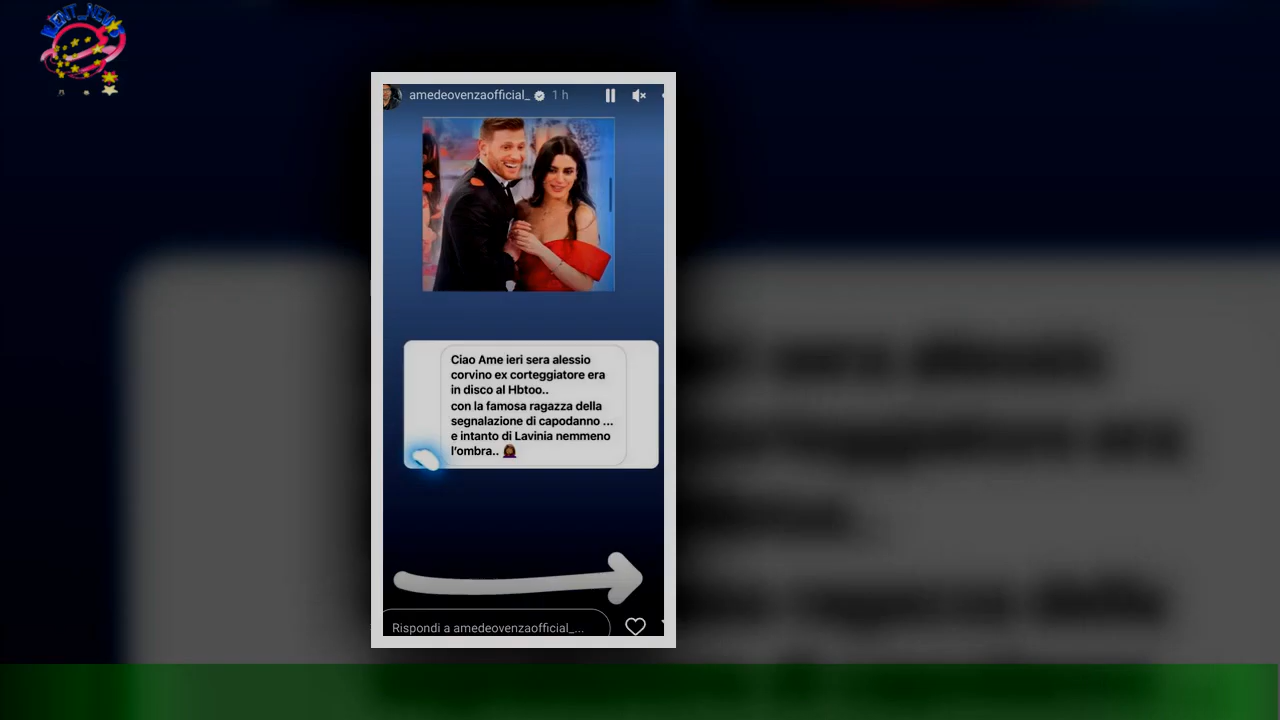 amedeovenzaofficial_ 1 h
Ciao Ame ieri sera alessio
corvino ex corteggiatore era
in disco al Hbtoo..
con la famosa ragazza della
segnalazione di capodanno ...
e intanto di Lavinia nemmeno
l'ombra.. 🤦🏾‍♀️
Rispondi a amedeovenzaofficial_...